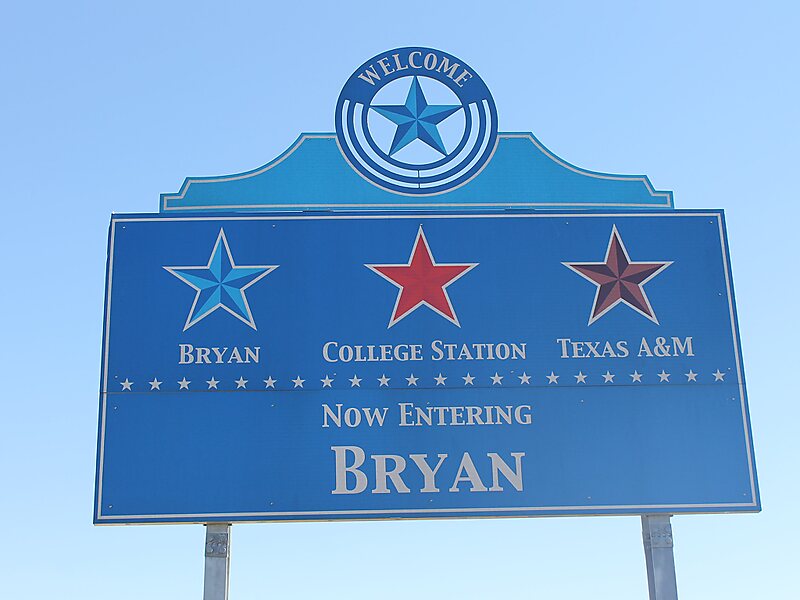 WELCOME
BRYAN
COLLEGE STATION
TEXAS A&M
NOW ENTERING
BRYAN